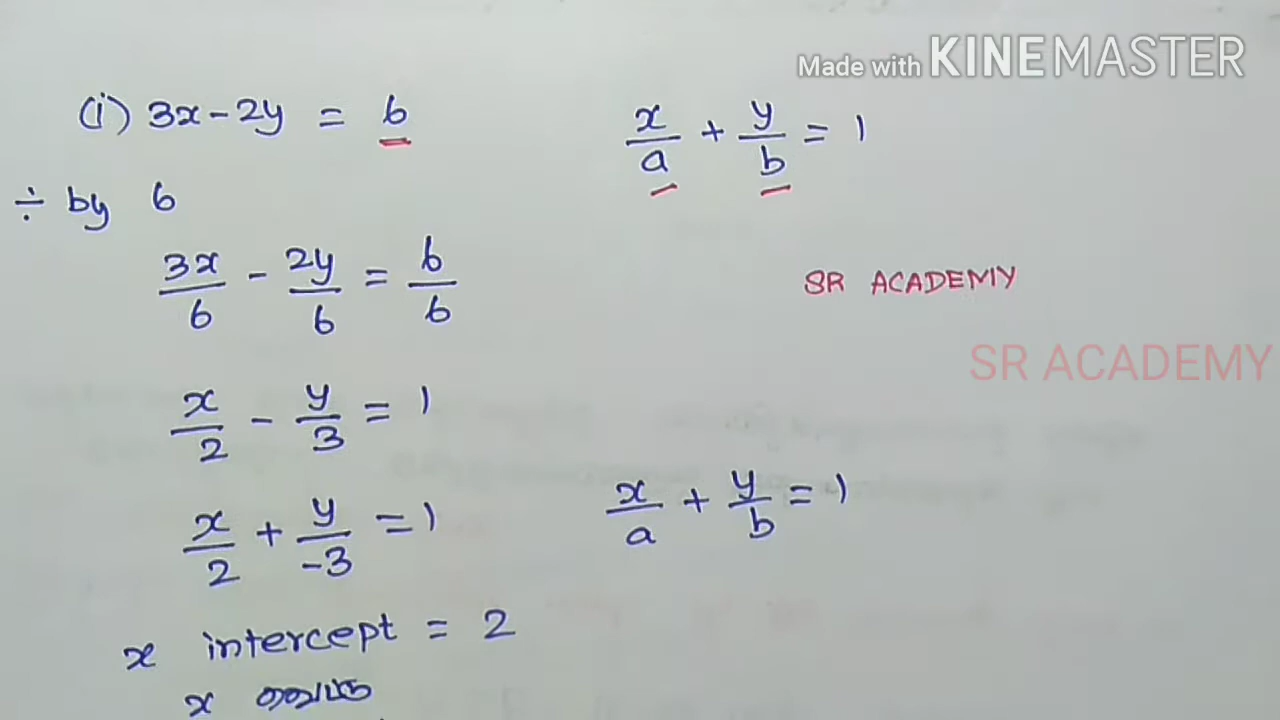 Made with KINEMASTER
(i) 3x - 2y = 6
x/a + y/b = 1
÷ by 6
3x/6 - 2y/6 = 6/6
SR ACADEMY
SR ACADEMY
x/2 - y/3 = 1
x/2 + y/-3 = 1
x/a + y/b = 1
x intercept = 2
x